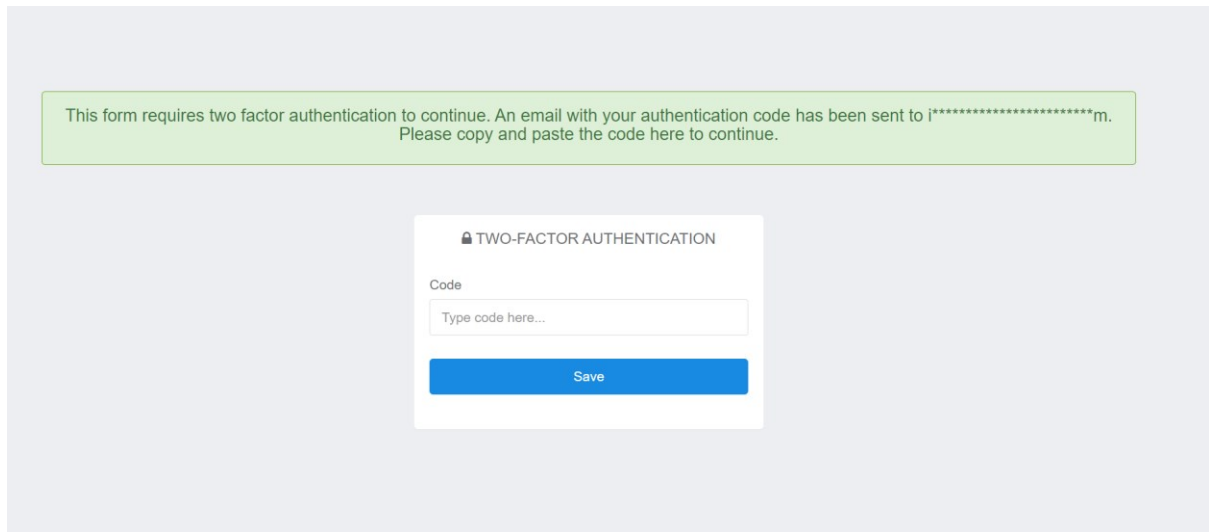 This form requires two factor authentication to continue. An email with your authentication code has been sent to i************************m.
Please copy and paste the code here to continue.
TWO-FACTOR AUTHENTICATION
Code
Type code here...
Save